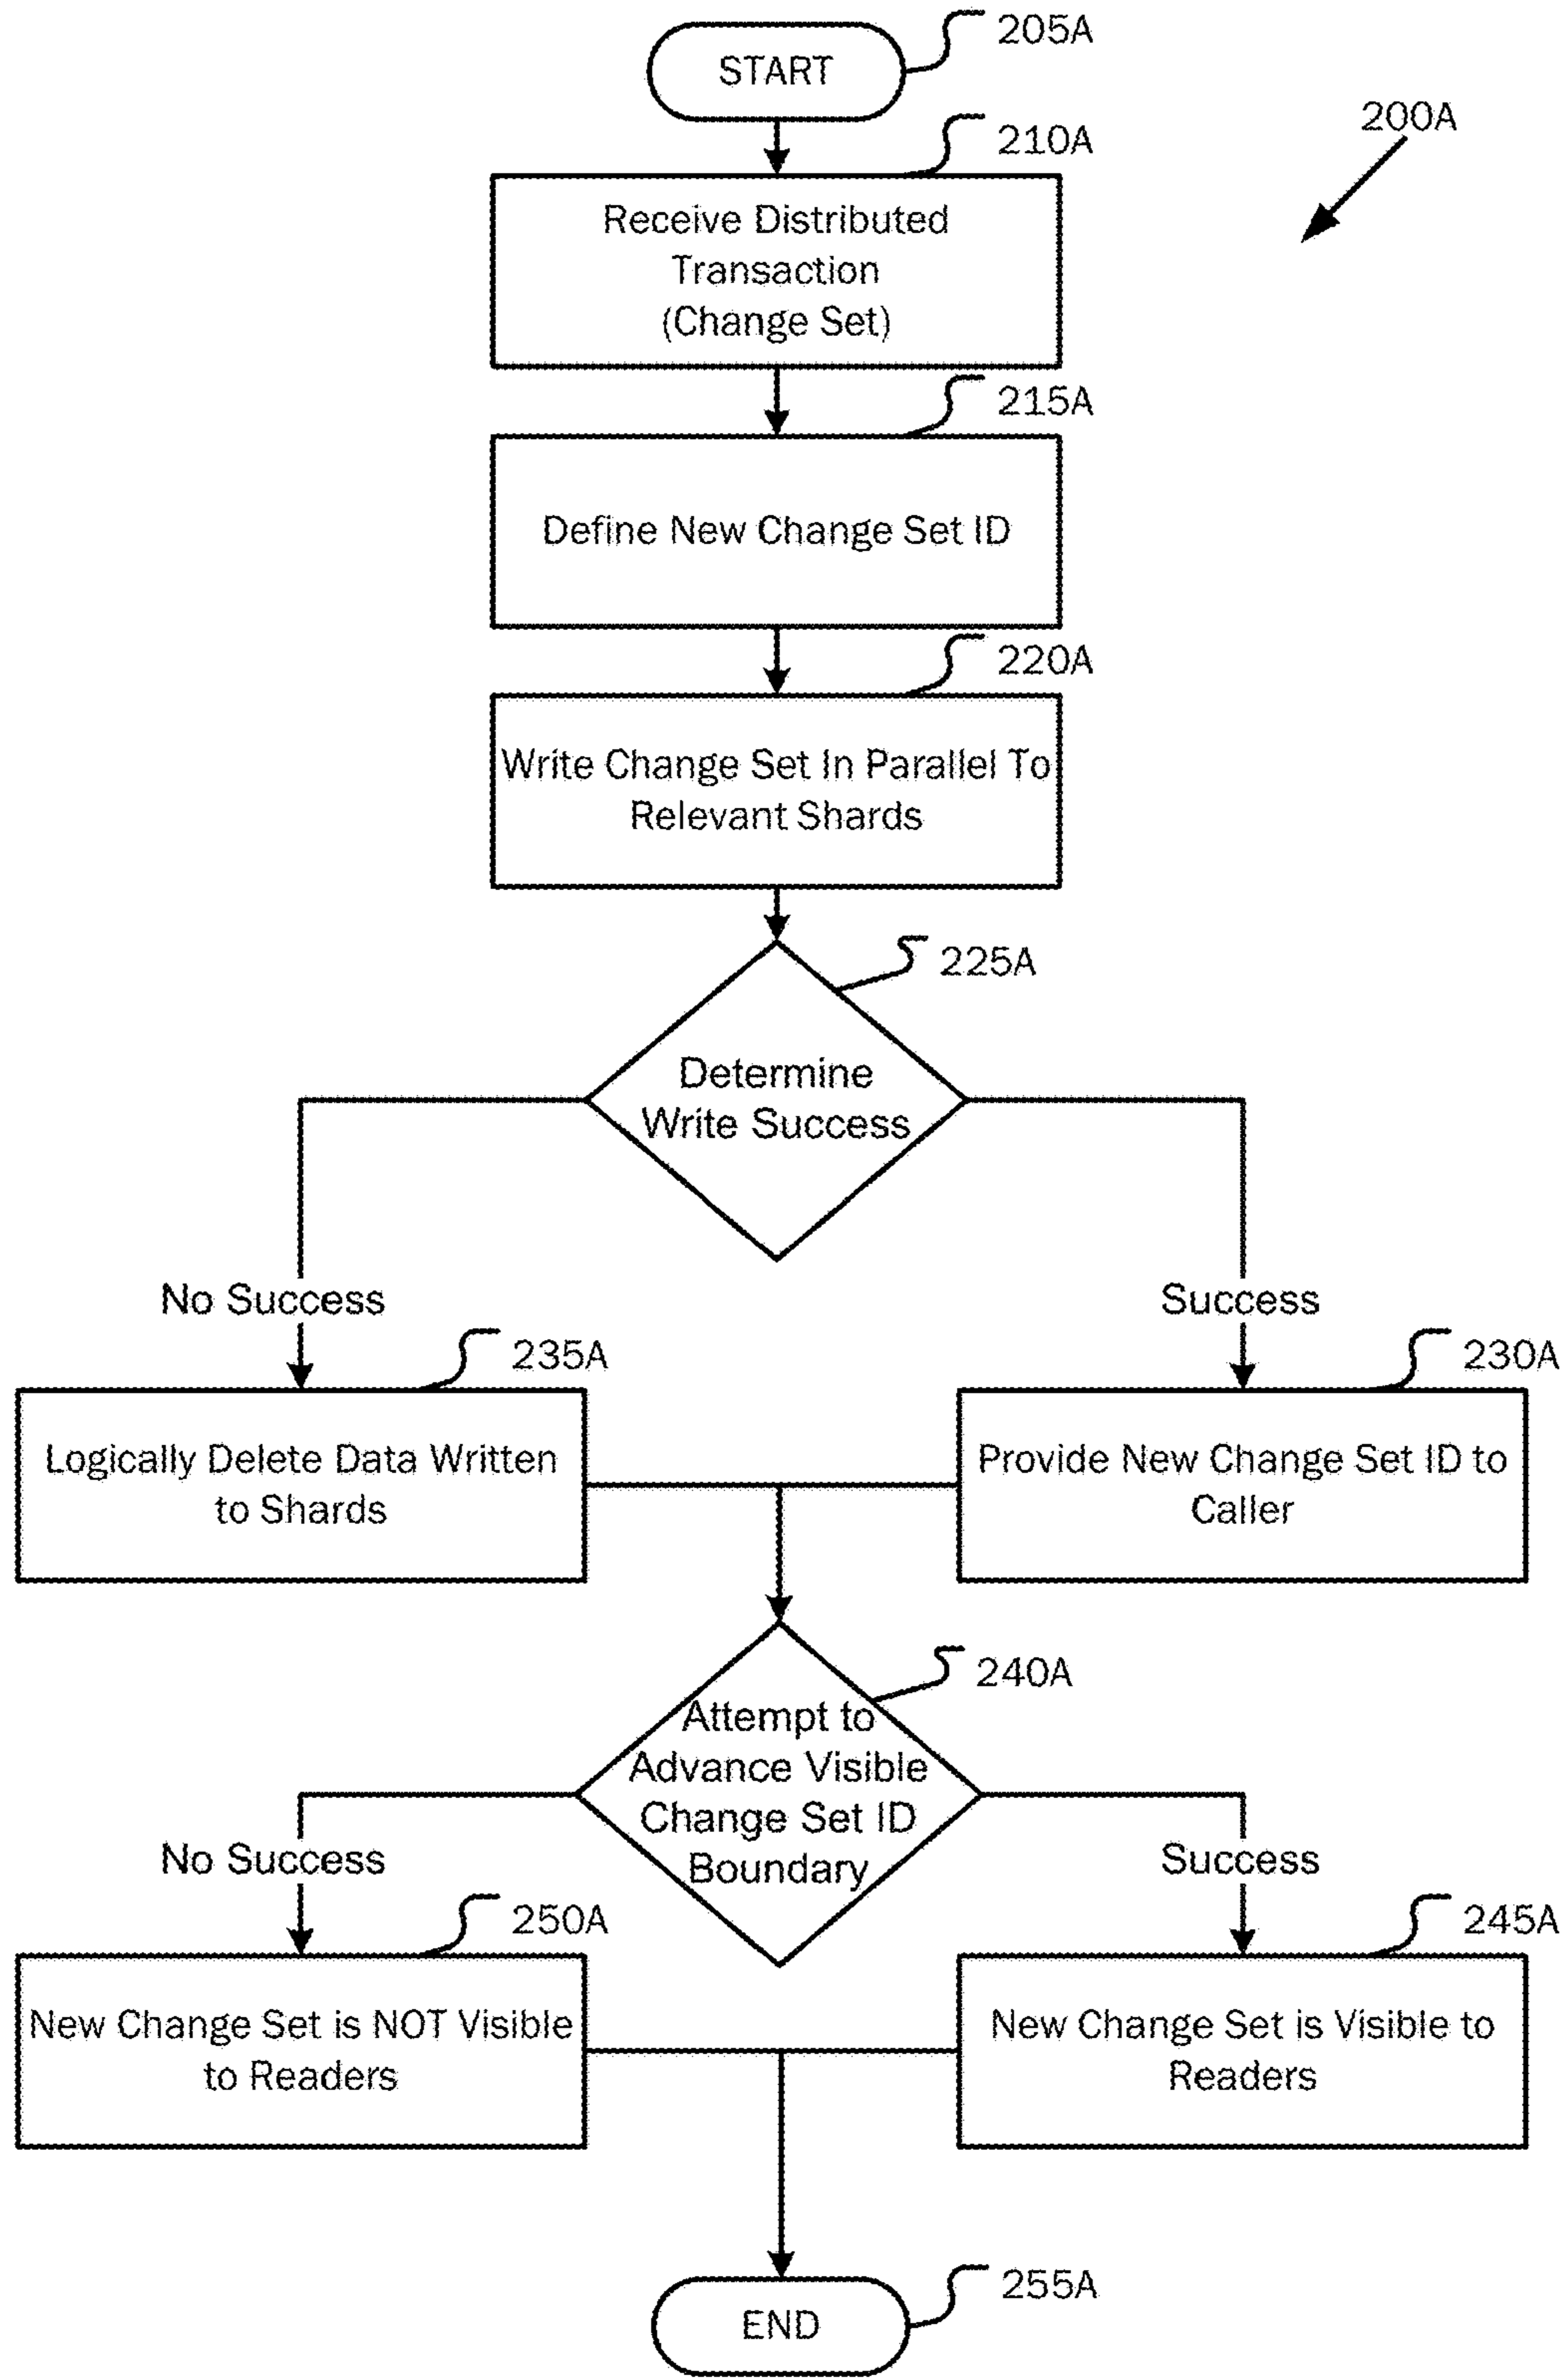 205A
START
200A
210A
Receive Distributed
Transaction
(Change Set)
215A
Define New Change Set ID
220A
Write Change Set In Parallel To
Relevant Shards
225A
Determine
Write Success
No Success
Success
235A
230A
Logically Delete Data Written
to Shards
Provide New Change Set ID to
Caller
240A
Attempt to
Advance Visible
Change Set ID
Boundary
No Success
Success
250A
245A
New Change Set is NOT Visible
to Readers
New Change Set is Visible to
Readers
255A
END